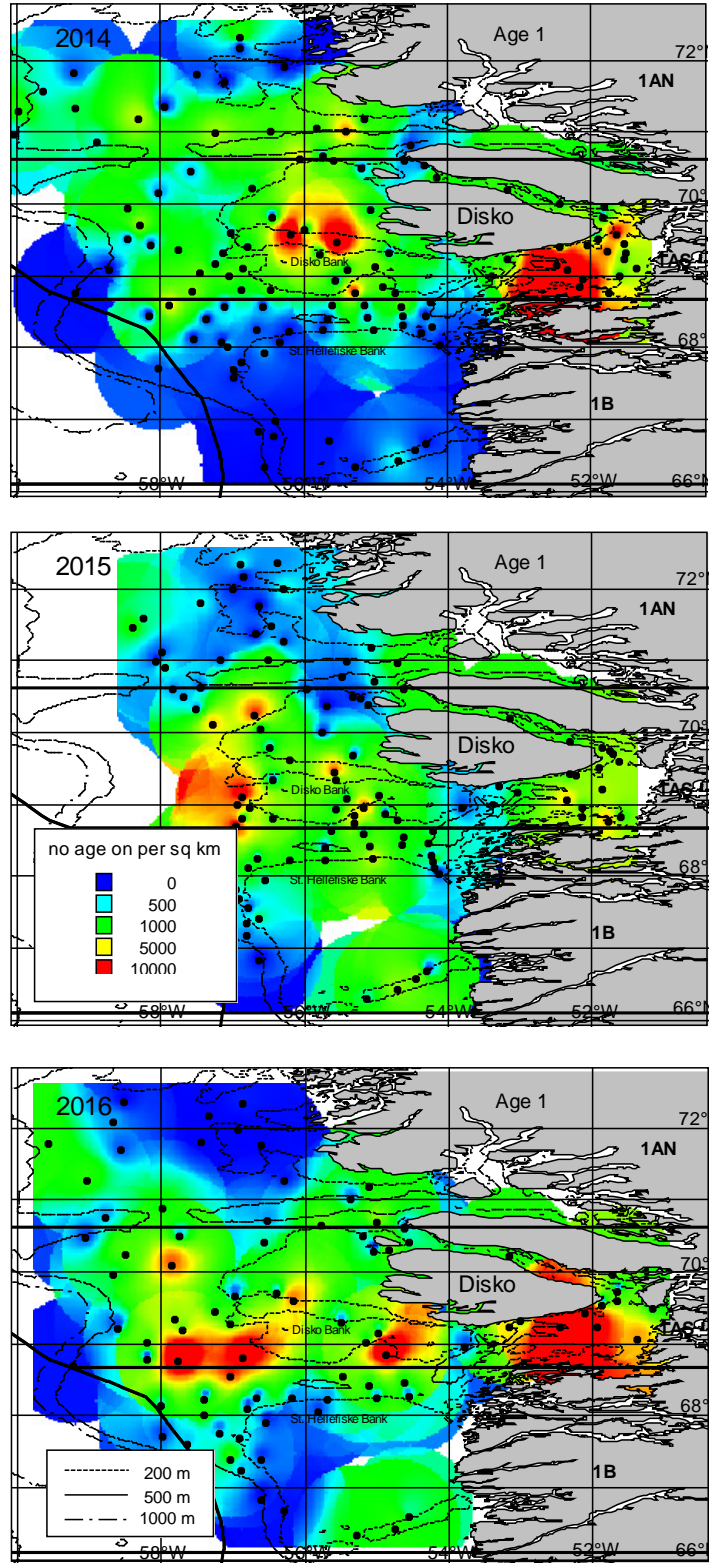 2014
Age 1
72°N
1AN
70°
Disko
Disko Bank
68°
St. Hellefiske Bank
1B
58°W
56°W
54°W
52°W
66°N
2015
Age 1
72°
1AN
70°
Disko
Disko Bank
no age on per sq km
0
500
1000
5000
10000
68°
St. Hellefiske Bank
1B
58°W
56°W
54°W
52°W
66°N
2016
Age 1
72°
1AN
70°
Disko
Disko Bank
68°
St. Hellefiske Bank
200 m
500 m
1000 m
1B
58°W
56°W
54°W
52°W
66°N